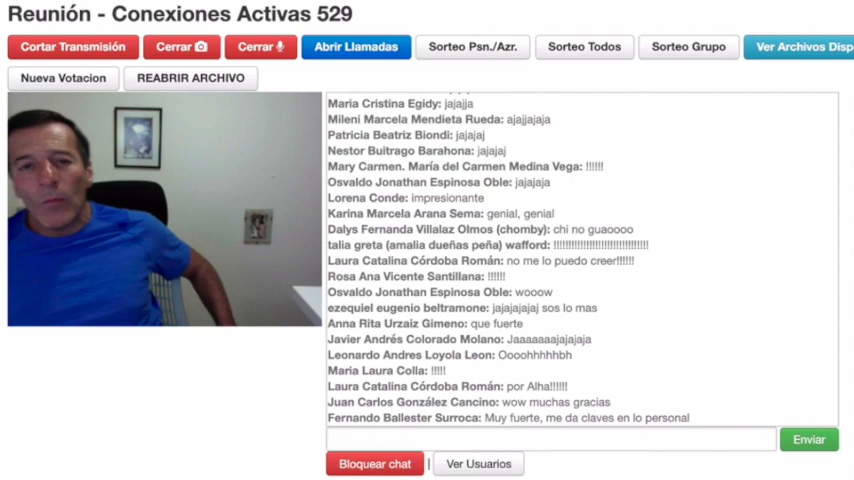 Reunión - Conexiones Activas 529
Cortar Transmisión Cerrar Cerrar Abrir Llamadas Sorteo Psn./Azr. Sorteo Todos Sorteo Grupo Ver Archivos Disp
Nueva Votacion REABRIR ARCHIVO
Maria Cristina Egidy: jajajja
Mileni Marcela Mendieta Rueda: ajajjajaja
Patricia Beatriz Biondi: jajajaj
Nestor Buitrago Barahona: jajajaj
Mary Carmen. María del Carmen Medina Vega: !!!!!!
Osvaldo Jonathan Espinosa Oble: jajajaja
Lorena Conde: impresionante
Karina Marcela Arana Sema: genial, genial
Dalys Fernanda Villalaz Olmos (chomby): chi no guaoooo
talia greta (amalia dueñas peña) wafford: !!!!!!!!!!!!!!!!!!!!!!!!!!!!!!!!
Laura Catalina Córdoba Román: no me lo puedo creer!!!!!!
Rosa Ana Vicente Santillana: !!!!!!
Osvaldo Jonathan Espinosa Oble: wooow
ezequiel eugenio beltramone: jajajajajaj sos lo mas
Anna Rita Urzaiz Gimeno: que fuerte
Javier Andrés Colorado Molano: Jaaaaaaajajajaja
Leonardo Andres Loyola Leon: Oooohhhhhbh
Maria Laura Colla: !!!!!
Laura Catalina Córdoba Román: por Alha!!!!!!
Juan Carlos González Cancino: wow muchas gracias
Fernando Ballester Surroca: Muy fuerte, me da claves en lo personal
Enviar
Bloquear chat | Ver Usuarios